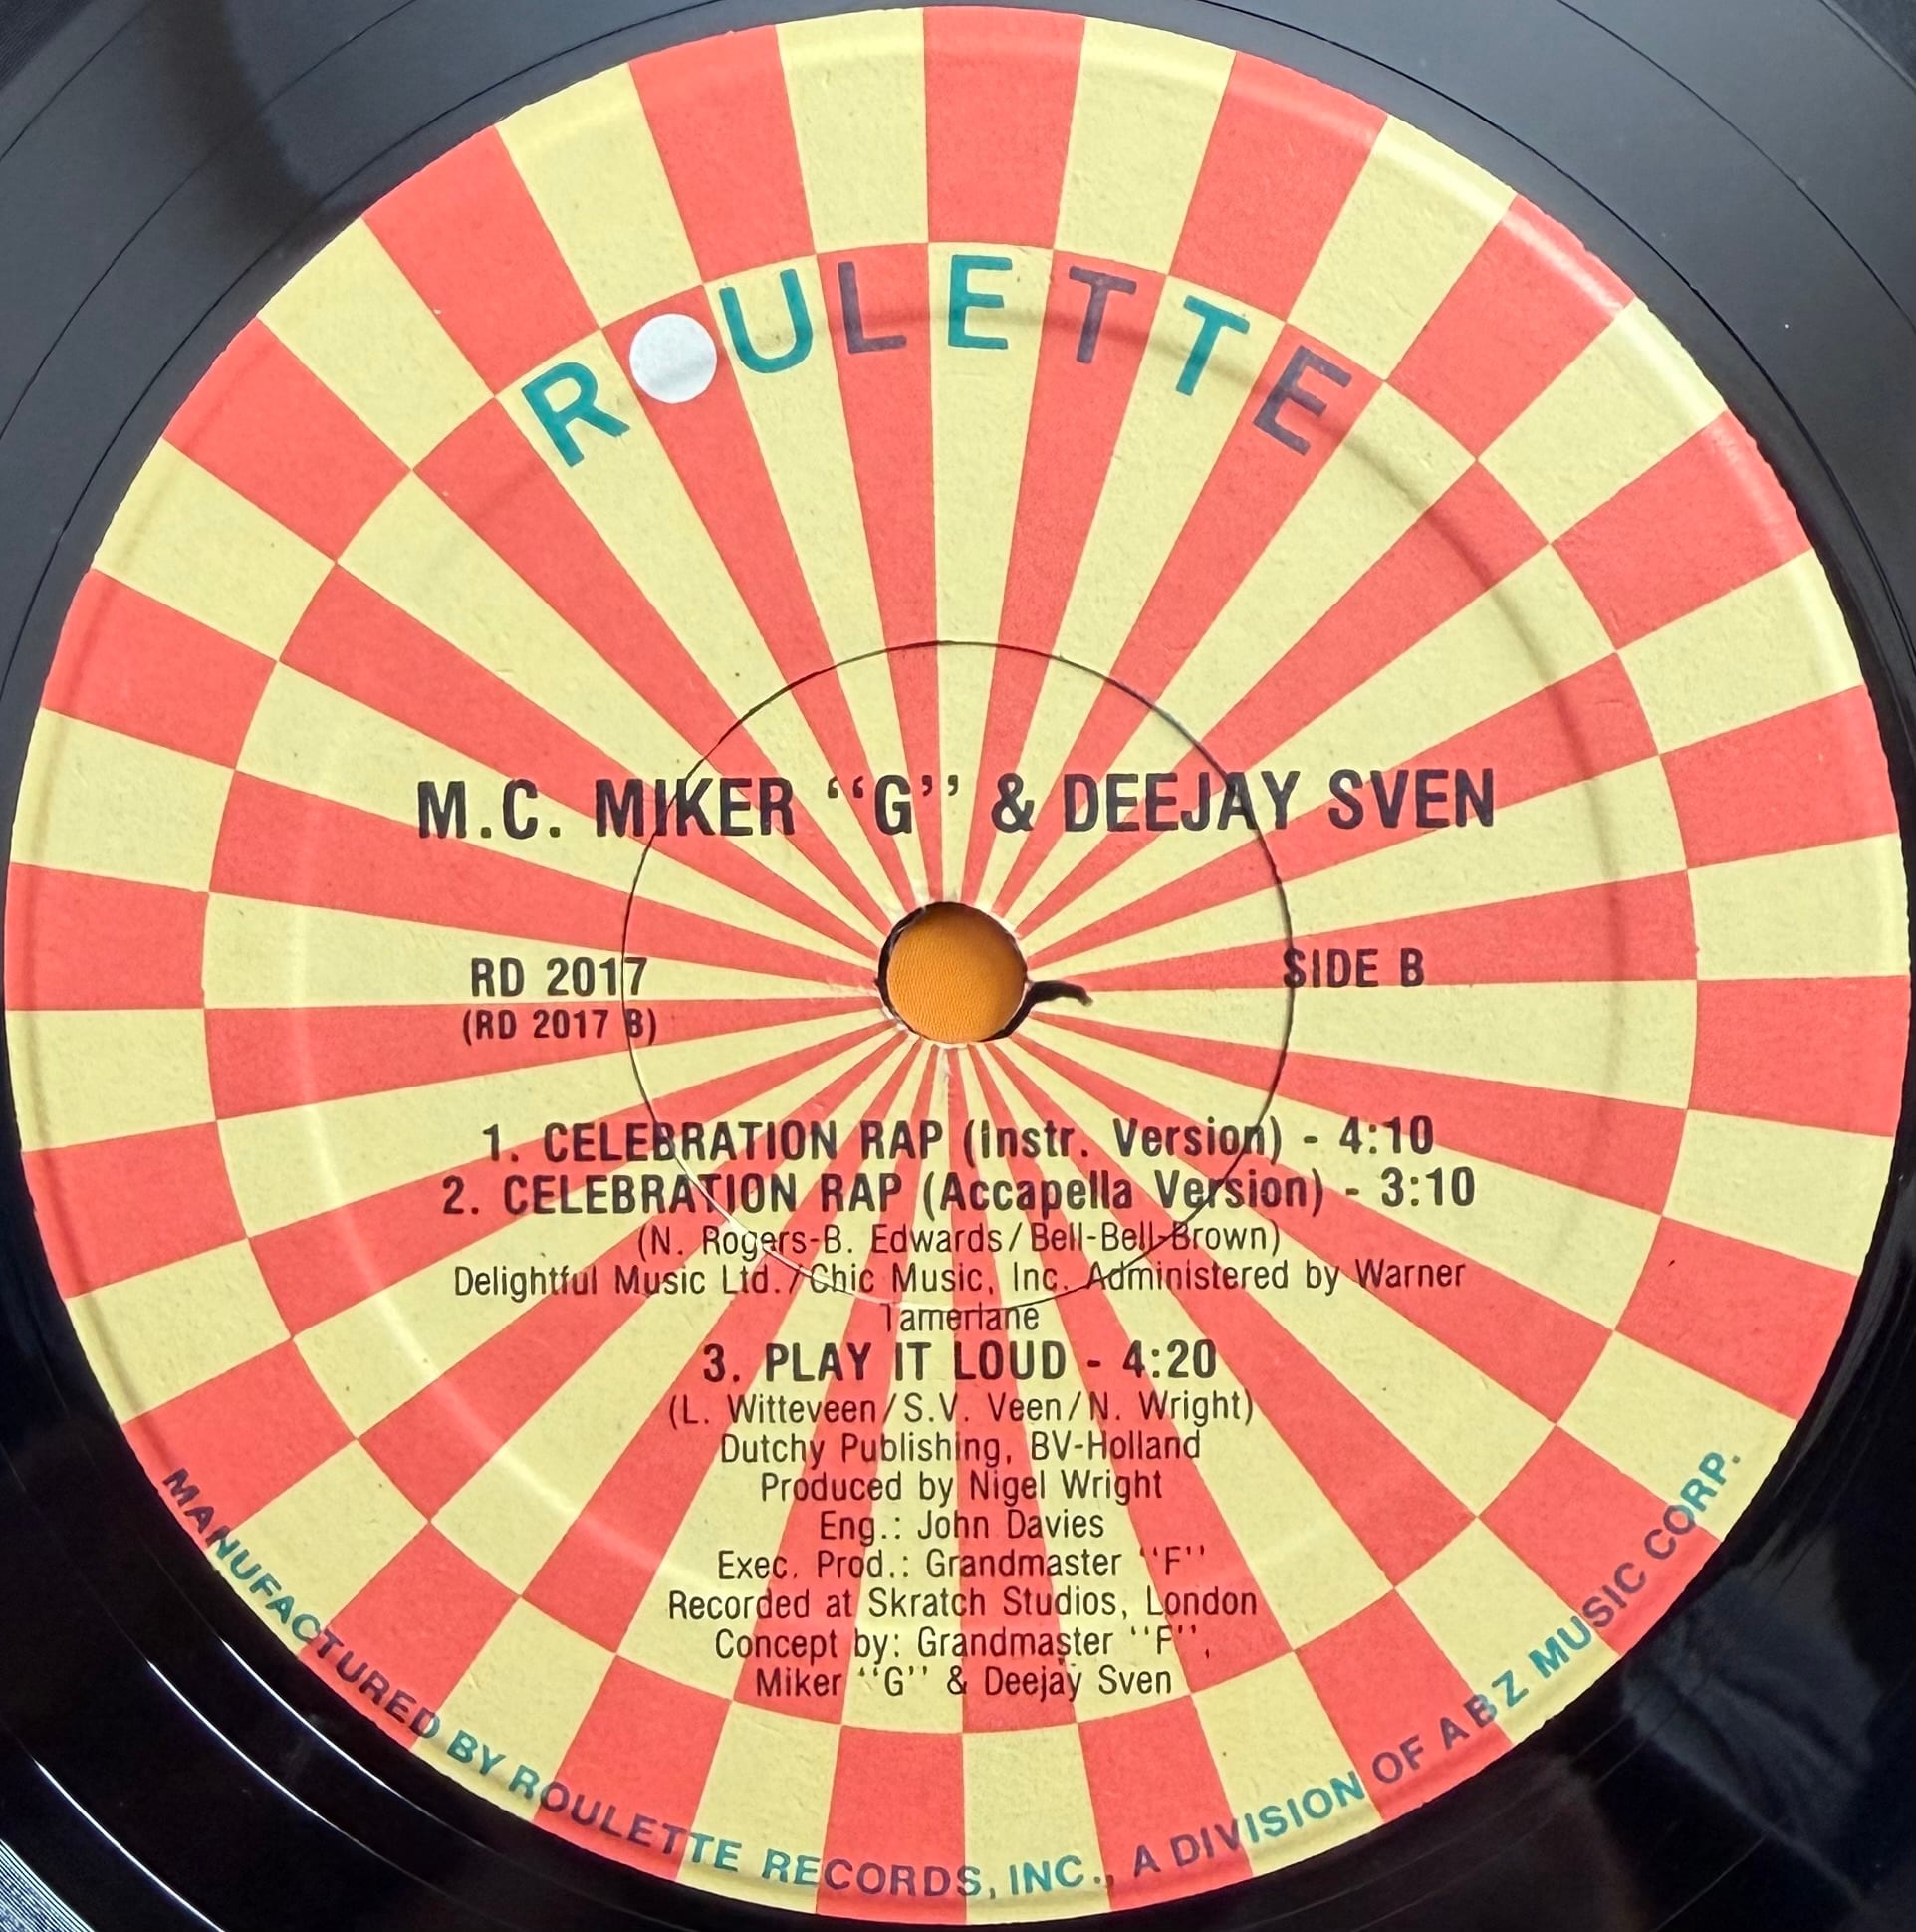 ROULETTE
M.C. MIKER "G" & DEEJAY SVEN
RD 2017
(RD 2017 B)
SIDE B
1. CELEBRATION RAP (Instr. Version) - 4:10
2. CELEBRATION RAP (Accapella Version) - 3:10
(N. Rogers-B. Edwards/Bell-Bell-Brown)
Delightful Music Ltd./Chic Music, Inc. Administered by Warner
Tamerlane
3. PLAY IT LOUD - 4:20
(L. Witteveen/S.V. Veen/N. Wright)
Dutchy Publishing, BV-Holland
Produced by Nigel Wright
Eng.: John Davies
Exec. Prod.: Grandmaster "F"
Recorded at Skratch Studios, London
Concept by: Grandmaster "F",
Miker "G" & Deejay Sven
MANUFACTURED BY ROULETTE RECORDS, INC., A DIVISION OF ABZ MUSIC CORP.